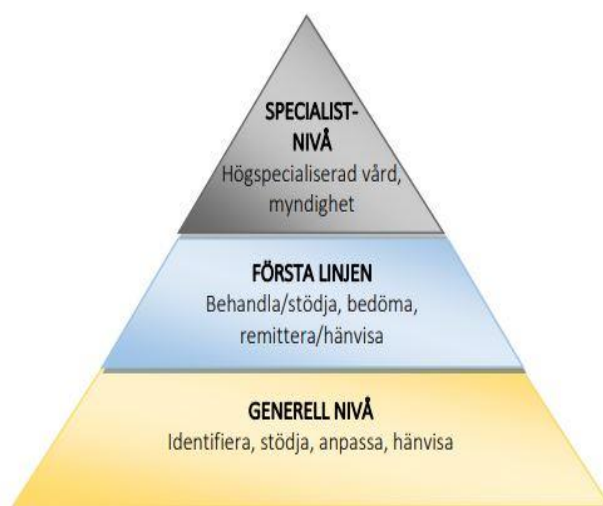 SPECIALIST-
NIVÅ
Högspecialiserad vård,
myndighet
FÖRSTA LINJEN
Behandla/stödja, bedöma,
remittera/hänvisa
GENERELL NIVÅ
Identifiera, stödja, anpassa, hänvisa